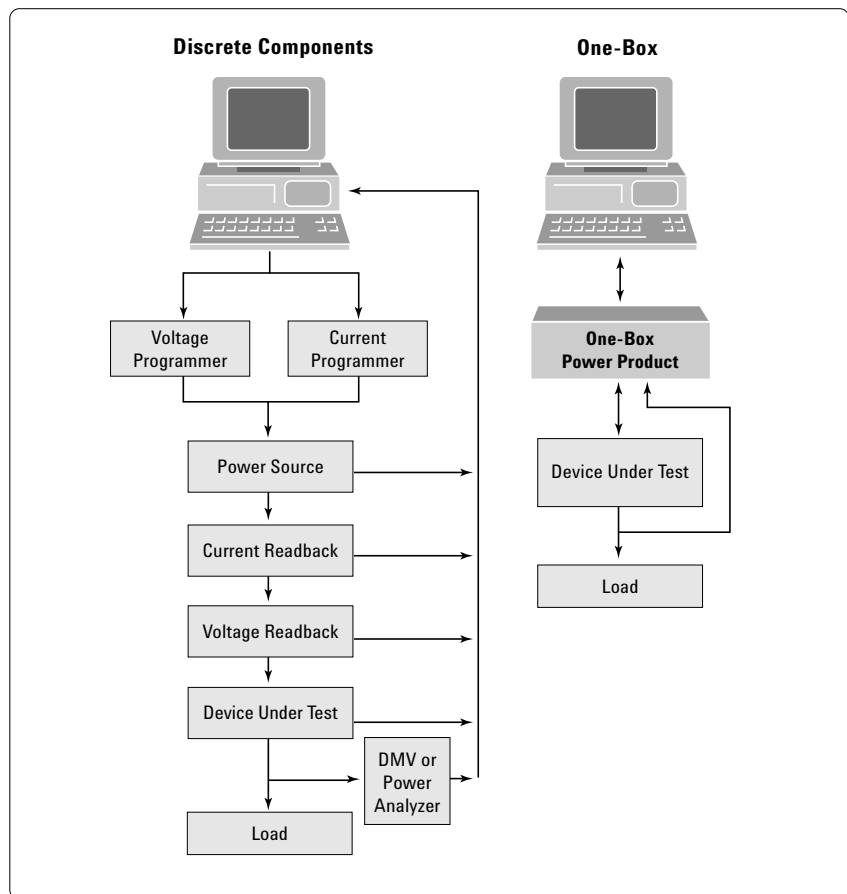 Discrete Components
One-Box
Voltage
Programmer
Current
Programmer
Power Source
Current Readback
Voltage Readback
Device Under Test
DMV or
Power
Analyzer
Load
One-Box
Power Product
Device Under Test
Load